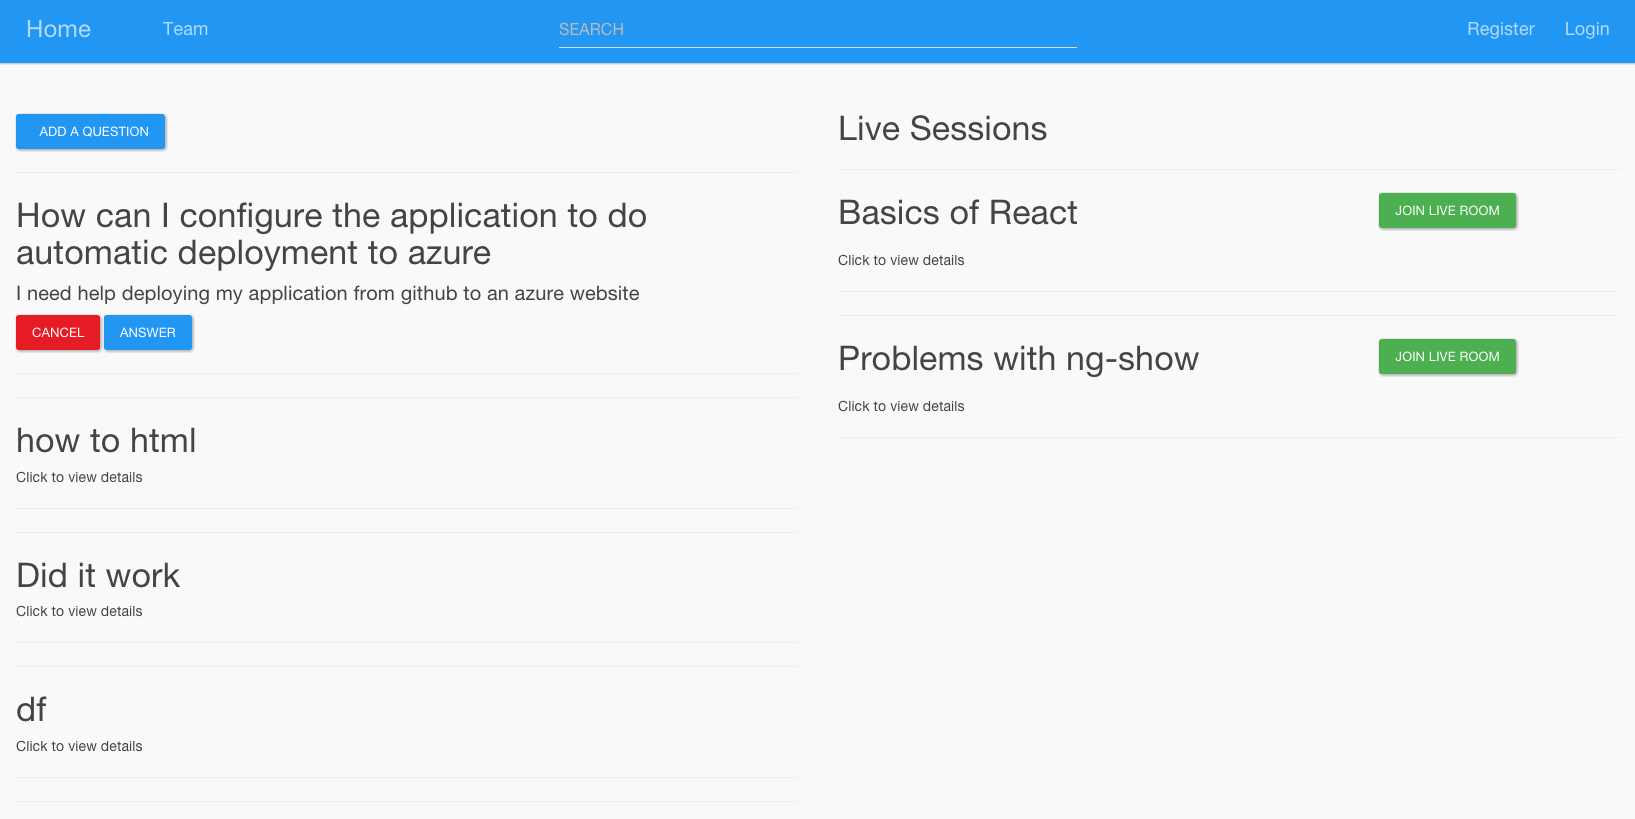 Home Team SEARCH Register Login
ADD A QUESTION
How can I configure the application to do
automatic deployment to azure
I need help deploying my application from github to an azure website
CANCEL ANSWER
how to html
Click to view details
Did it work
Click to view details
df
Click to view details
Live Sessions
Basics of React
JOIN LIVE ROOM
Click to view details
Problems with ng-show
JOIN LIVE ROOM
Click to view details